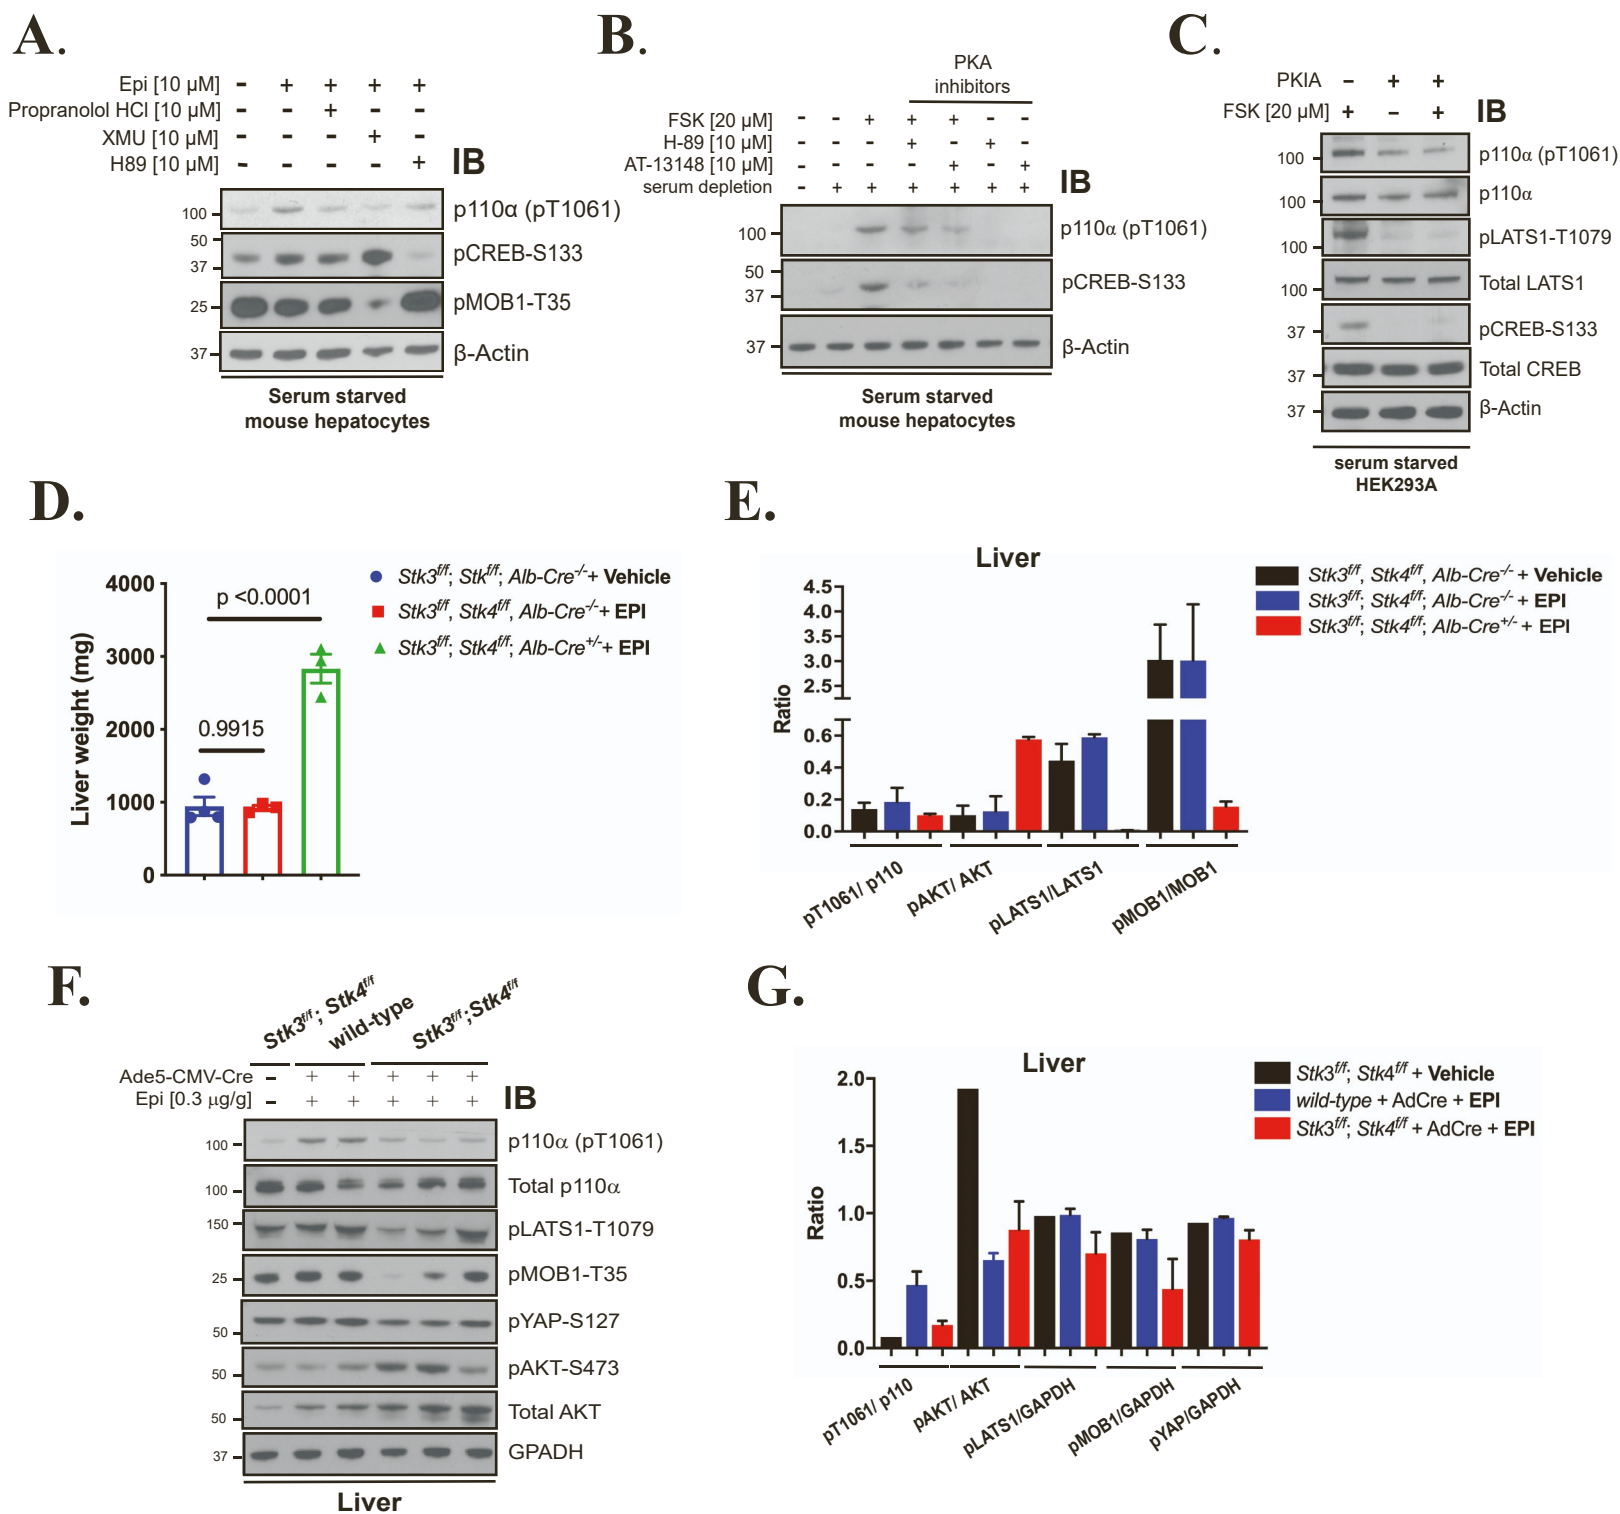 A.
Epi [10 µM] - + + + +
Propranolol HCl [10 µM] - - + - -
XMU [10 µM] - - - + -
H89 [10 µM] - - - - +
IB
100
p110α (pT1061)
50
37
pCREB-S133
25
pMOB1-T35
37
β-Actin
Serum starved
mouse hepatocytes
B.
PKA
inhibitors
FSK [20 µM] - - + + + - -
H-89 [10 µM] - - - + - + -
AT-13148 [10 µM] - - - - + - +
serum depletion - + + + + + +
IB
100
p110α (pT1061)
50
37
pCREB-S133
37
β-Actin
Serum starved
mouse hepatocytes
C.
PKIA - + +
FSK [20 µM] + - +
IB
100
p110α (pT1061)
100
p110α
100
pLATS1-T1079
100
Total LATS1
37
pCREB-S133
37
Total CREB
37
β-Actin
serum starved
HEK293A
D.
Liver weight (mg)
4000
3000
2000
1000
0
p <0.0001
0.9915
Stk3f/f; Stkf/f; Alb-Cre-/-+ Vehicle
Stk3f/f, Stk4f/f, Alb-Cre-/-+ EPI
Stk3f/f; Stk4f/f; Alb-Cre+/-+ EPI
E.
Liver
Ratio
4.5
4.0
3.5
3.0
2.5
0.6
0.4
0.2
0.0
pT1061/ p110
pAKT/ AKT
pLATS1/LATS1
pMOB1/MOB1
Stk3f/f, Stk4f/f, Alb-Cre-/- + Vehicle
Stk3f/f; Stk4f/f; Alb-Cre-/- + EPI
Stk3f/f; Stk4f/f; Alb-Cre+/- + EPI
F.
Stk3f/f; Stk4f/f
wild-type
Stk3f/f;Stk4f/f
Ade5-CMV-Cre - + + + + +
Epi [0.3 µg/g] - + + + + +
IB
100
p110α (pT1061)
100
Total p110α
150
pLATS1-T1079
25
pMOB1-T35
50
pYAP-S127
50
pAKT-S473
50
Total AKT
37
GPADH
Liver
G.
Liver
Ratio
2.0
1.5
1.0
0.5
0.0
pT1061/ p110
pAKT/ AKT
pLATS1/GAPDH
pMOB1/GAPDH
pYAP/GAPDH
Stk3f/f; Stk4f/f + Vehicle
wild-type + AdCre + EPI
Stk3f/f; Stk4f/f + AdCre + EPI